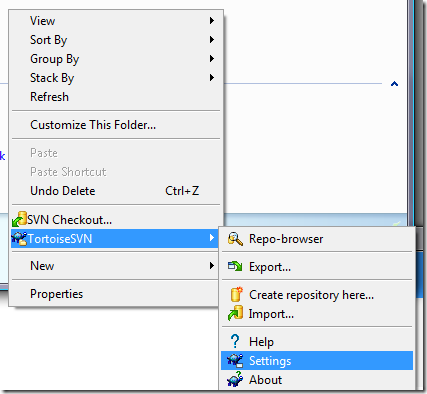 View
Sort By
Group By
Stack By
Refresh
Customize This Folder...
Paste
Paste Shortcut
Undo Delete Ctrl+Z
SVN Checkout...
TortoiseSVN
New
Properties
Repo-browser
Export...
Create repository here...
Import...
Help
Settings
About
k